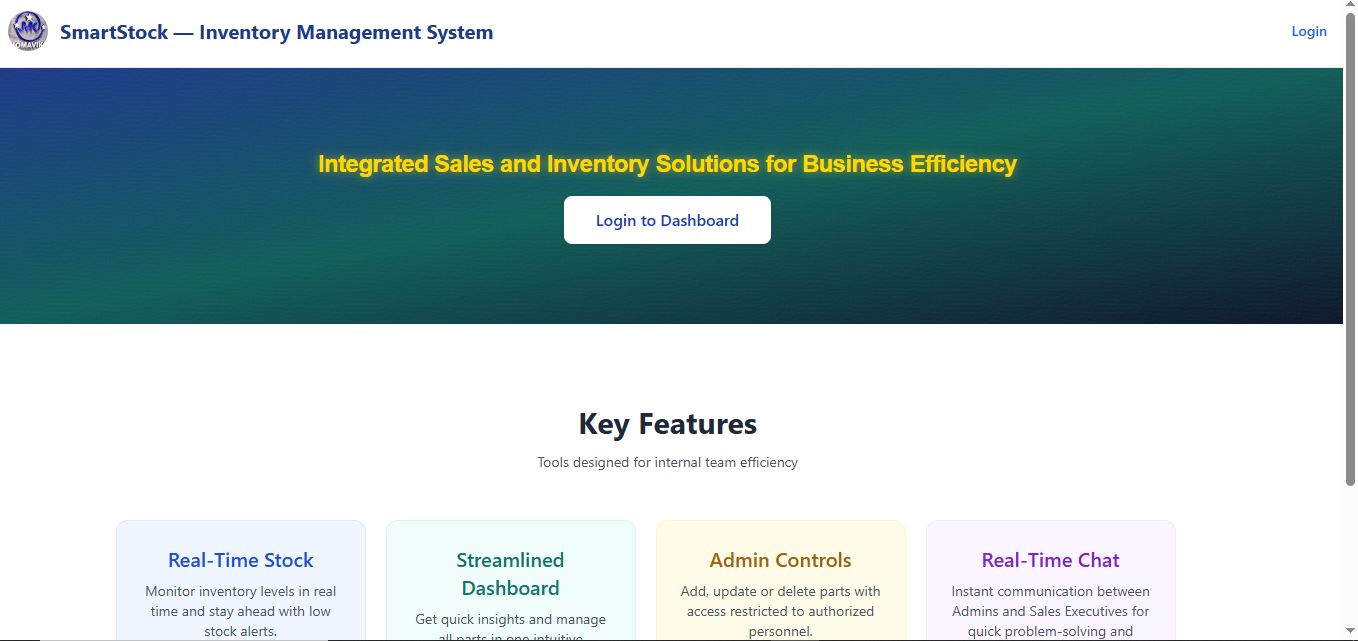 SmartStock — Inventory Management System
Login
Integrated Sales and Inventory Solutions for Business Efficiency
Login to Dashboard
Key Features
Tools designed for internal team efficiency
Real-Time Stock
Monitor inventory levels in real
time and stay ahead with low
stock alerts.
Streamlined
Dashboard
Get quick insights and manage
all parts in one intuitive
Admin Controls
Add, update or delete parts with
access restricted to authorized
personnel.
Real-Time Chat
Instant communication between
Admins and Sales Executives for
quick problem-solving and